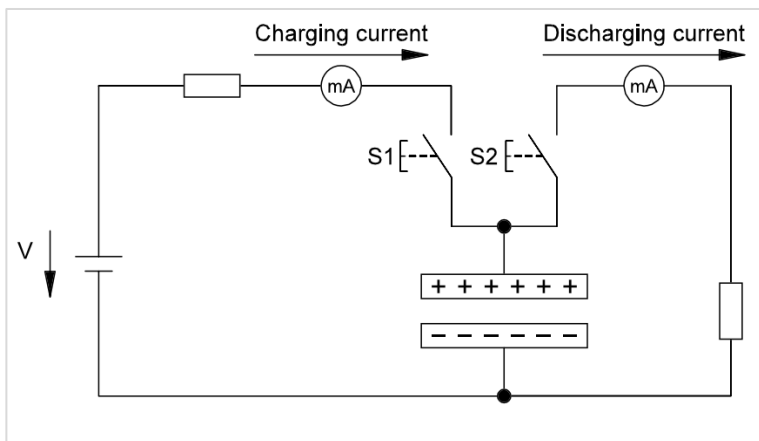 Charging current
Discharging current
mA
mA
S1
S2
V
+ + + + + +
− − − − − −